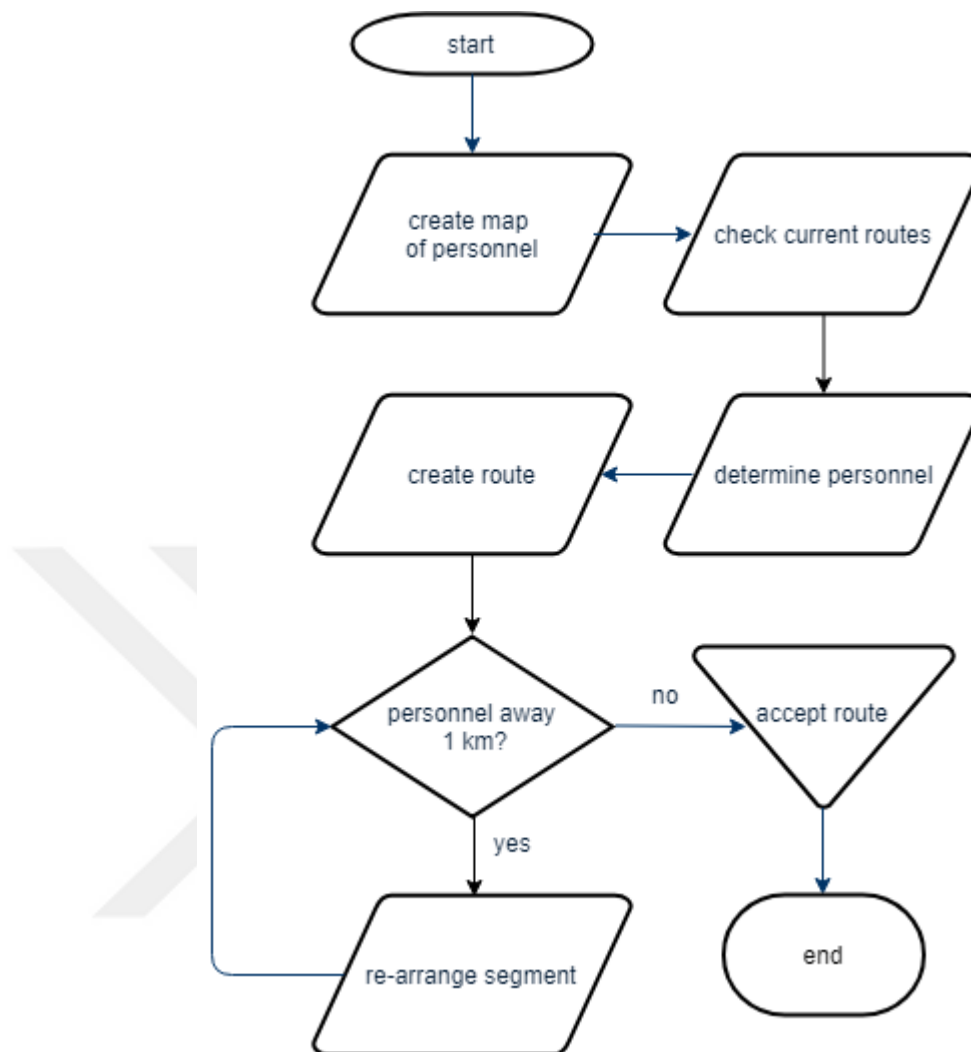 start
create map
of personnel
check current routes
create route
determine personnel
personnel away
1 km?
no
accept route
yes
re-arrange segment
end